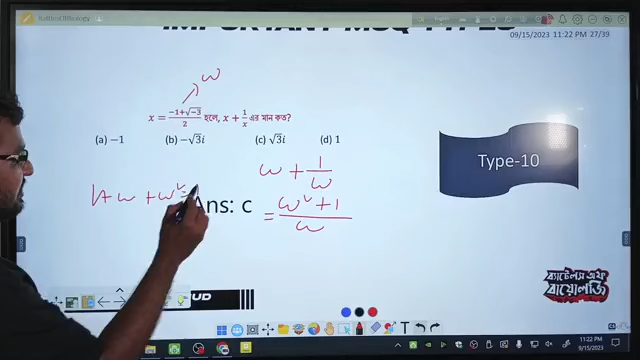 BattlesOfBiology
IMPORTANT MCQ TYPES
09/15/2023 11:22 PM 27/39
ω
x = (−1+√−3)/2 হলে, x + 1/x এর মান কত?
(a) −1 (b) −√3i (c) √3i (d) 1
Type-10
ω + 1/ω
1+ω+ω²=
Ans: c
= (ω²+1)/ω
ব্যাটেলস অফ
বায়োলজি
UD
11:22 PM
9/15/2023